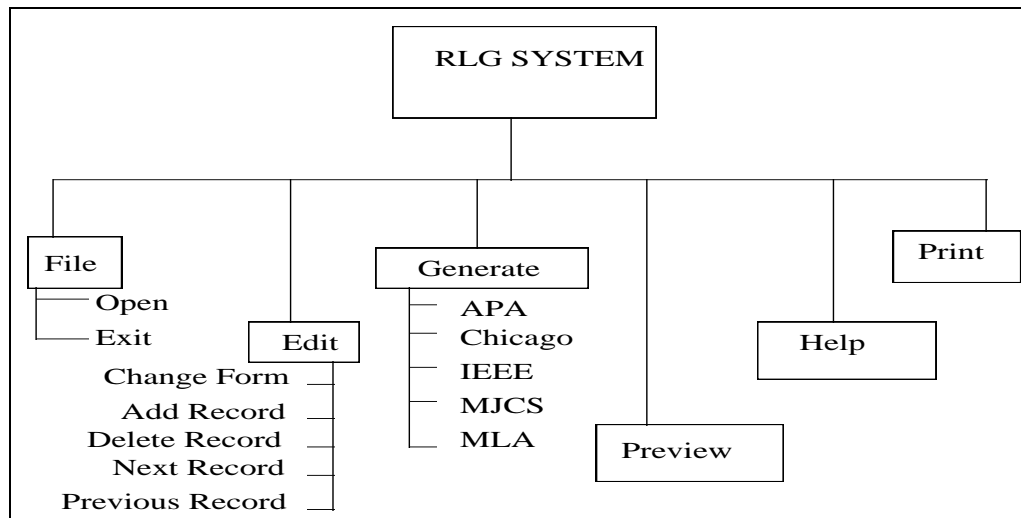 RLG SYSTEM
File
Open
Exit
Edit
Change Form
Add Record
Delete Record
Next Record
Previous Record
Generate
APA
Chicago
IEEE
MJCS
MLA
Preview
Help
Print